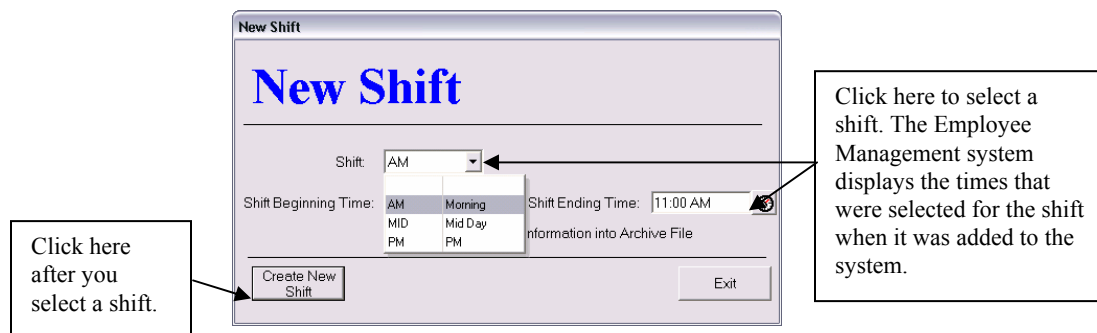 New Shift
New Shift
Shift: AM
AM Morning
MID Mid Day
PM PM
Shift Beginning Time:
Shift Ending Time: 11:00 AM
nformation into Archive File
Create New
Shift
Exit
Click here
after you
select a shift.
Click here to select a
shift. The Employee
Management system
displays the times that
were selected for the shift
when it was added to the
system.